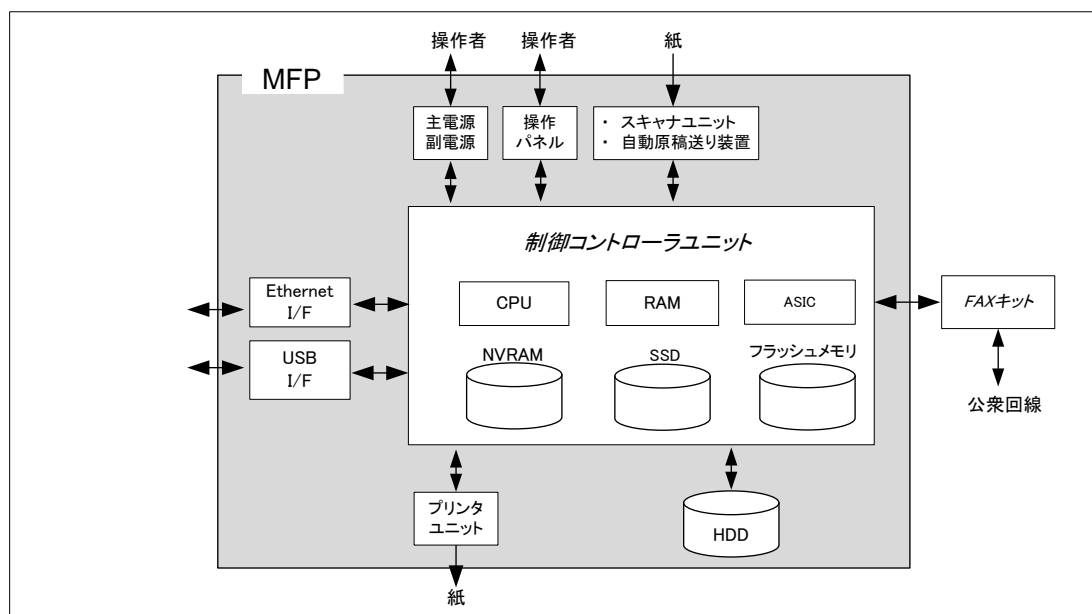 操作者
操作者
紙
MFP
主電源
副電源
操作
パネル
・ スキャナユニット
・ 自動原稿送り装置
制御コントローラユニット
Ethernet
I/F
CPU
RAM
ASIC
FAXキット
USB
I/F
NVRAM
SSD
フラッシュメモリ
公衆回線
プリンタ
ユニット
HDD
紙